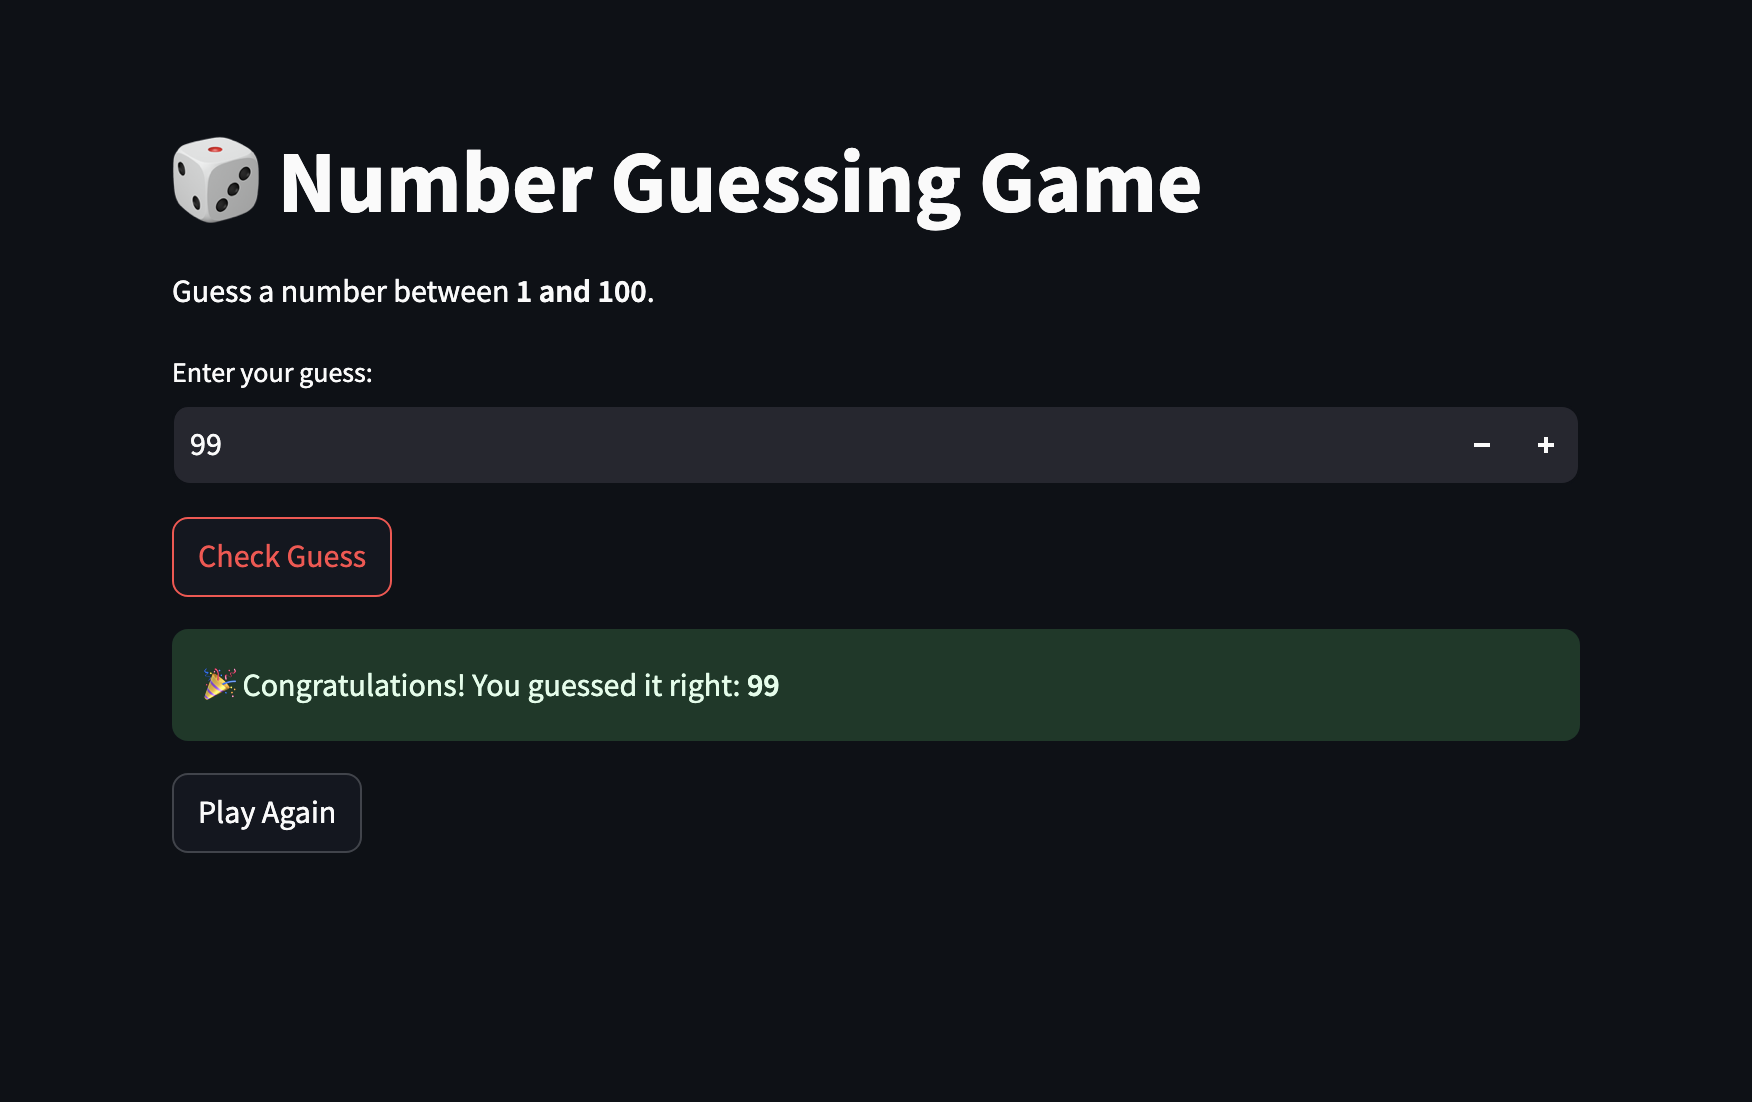 Number Guessing Game
Guess a number between 1 and 100.
Enter your guess:
99
Check Guess
Congratulations! You guessed it right: 99
Play Again